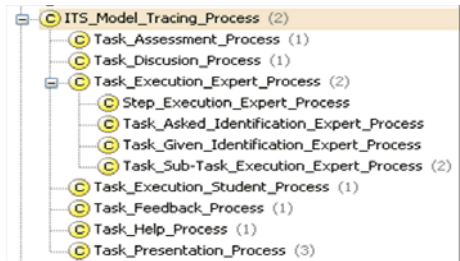 ITS_Model_Tracing_Process (2)
Task_Assessment_Process (1)
Task_Discusion_Process (1)
Task_Execution_Expert_Process (2)
Step_Execution_Expert_Process
Task_Asked_Identification_Expert_Process
Task_Given_Identification_Expert_Process
Task_Sub-Task_Execution_Expert_Process (2)
Task_Execution_Student_Process (1)
Task_Feedback_Process (1)
Task_Help_Process (1)
Task_Presentation_Process (3)